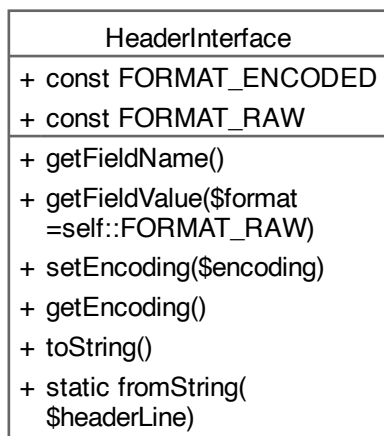 HeaderInterface
+ const FORMAT_ENCODED
+ const FORMAT_RAW
+ getFieldName()
+ getFieldValue($format
=self::FORMAT_RAW)
+ setEncoding($encoding)
+ getEncoding()
+ toString()
+ static fromString(
$headerLine)